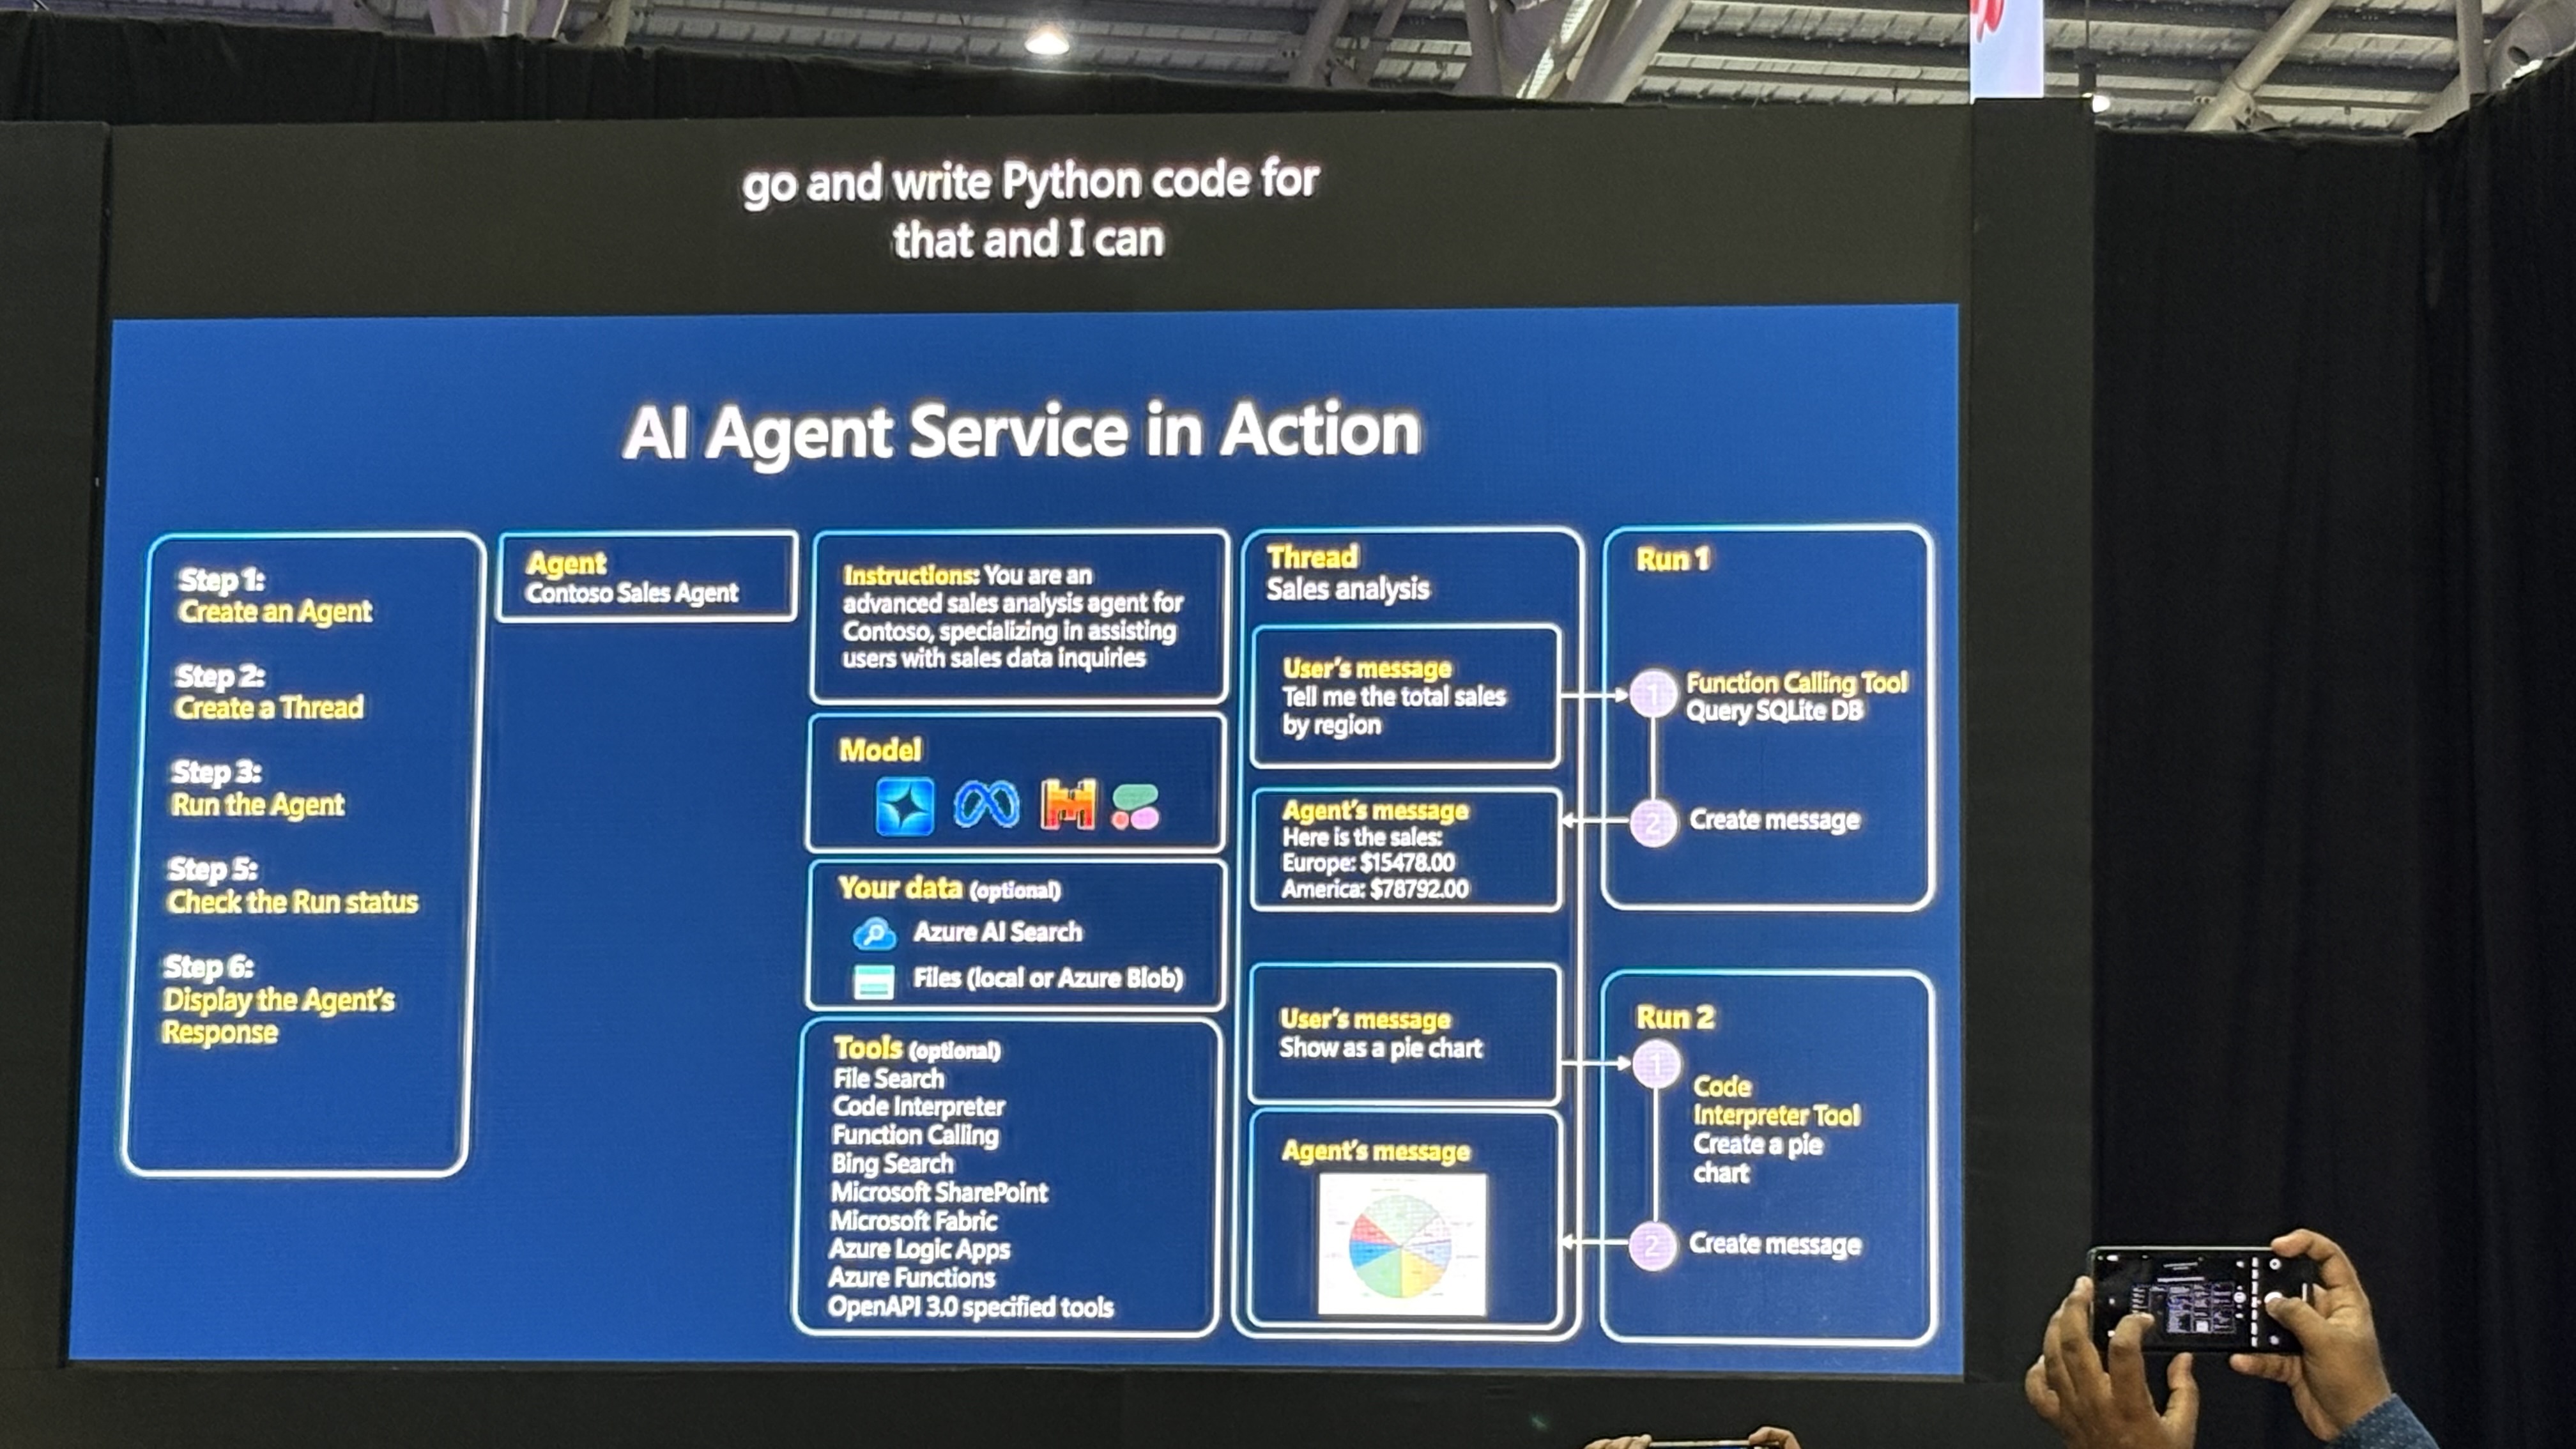 go and write Python code for
that and I can
AI Agent Service in Action
Step 1:
Create an Agent
Step 2:
Create a Thread
Step 3:
Run the Agent
Step 5:
Check the Run status
Step 6:
Display the Agent's
Response
Agent
Contoso Sales Agent
Instructions: You are an
advanced sales analysis agent for
Contoso, specializing in assisting
users with sales data inquiries
Model
Your data (optional)
Azure AI Search
Files (local or Azure Blob)
Tools (optional)
File Search
Code Interpreter
Function Calling
Bing Search
Microsoft SharePoint
Microsoft Fabric
Azure Logic Apps
Azure Functions
OpenAPI 3.0 specified tools
Thread
Sales analysis
User's message
Tell me the total sales
by region
Agent's message
Here is the sales:
Europe: $15478.00
America: $78792.00
User's message
Show as a pie chart
Agent's message
Run 1
1
Function Calling Tool
Query SQLite DB
2
Create message
Run 2
1
Code
Interpreter Tool
Create a pie
chart
2
Create message